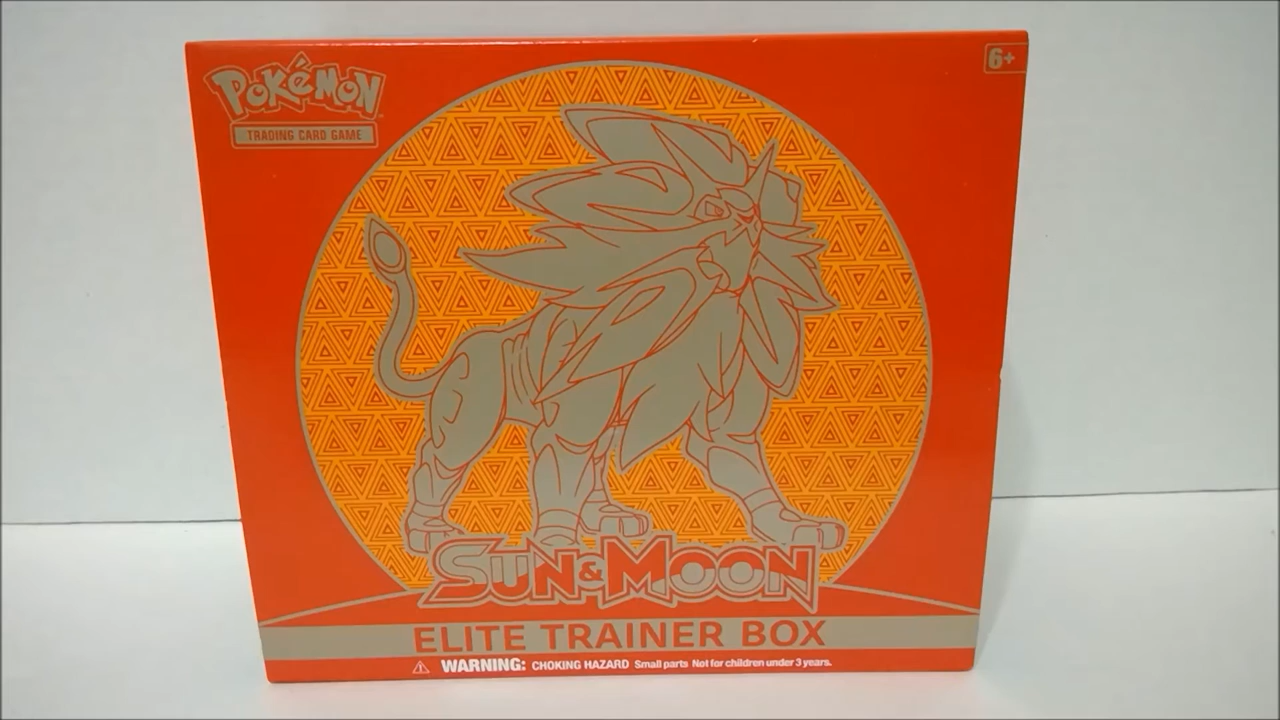 Pokémon
TRADING CARD GAME
6+
SUN & MOON
ELITE TRAINER BOX
WARNING: CHOKING HAZARD Small parts Not for children under 3 years.